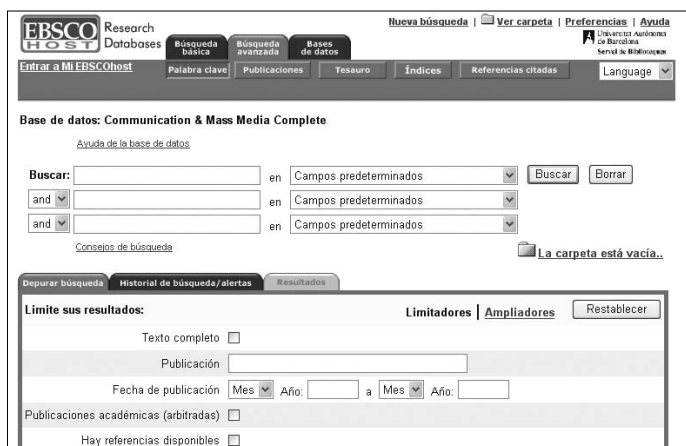 Nueva búsqueda | Ver carpeta | Preferencias | Ayuda
EBSCO Research
HOST Databases
Búsqueda básica
Búsqueda avanzada
Bases de datos
Universitat Autònoma
de Barcelona
Servei de Biblioteques
Entrar a Mi EBSCOhost
Palabra clave Publicaciones Tesauro Índices Referencias citadas Language
Base de datos: Communication & Mass Media Complete
Ayuda de la base de datos
Buscar: en Campos predeterminados Buscar Borrar
and en Campos predeterminados
and en Campos predeterminados
Consejos de búsqueda
La carpeta está vacía..
Depurar búsqueda Historial de búsqueda/alertas Resultados
Limite sus resultados: Limitadores | Ampliadores Restablecer
Texto completo
Publicación
Fecha de publicación Mes Año: a Mes Año:
Publicaciones académicas (arbitradas)
Hay referencias disponibles